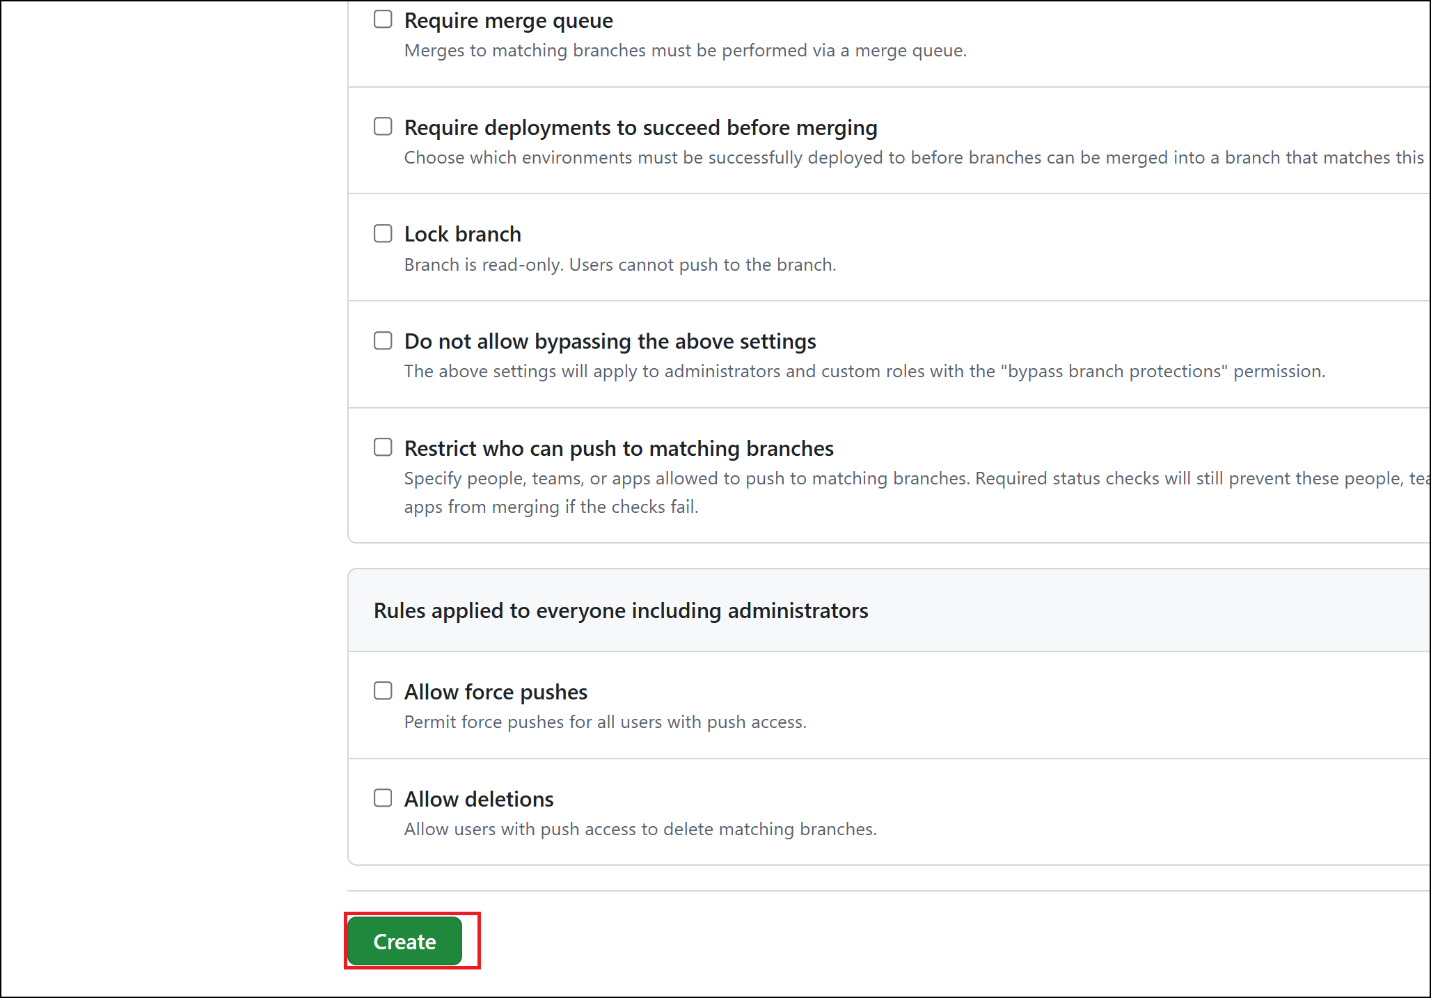 Require merge queue
Merges to matching branches must be performed via a merge queue.
Require deployments to succeed before merging
Choose which environments must be successfully deployed to before branches can be merged into a branch that matches this
Lock branch
Branch is read-only. Users cannot push to the branch.
Do not allow bypassing the above settings
The above settings will apply to administrators and custom roles with the "bypass branch protections" permission.
Restrict who can push to matching branches
Specify people, teams, or apps allowed to push to matching branches. Required status checks will still prevent these people,
apps from merging if the checks fail.
Rules applied to everyone including administrators
Allow force pushes
Permit force pushes for all users with push access.
Allow deletions
Allow users with push access to delete matching branches.
Create